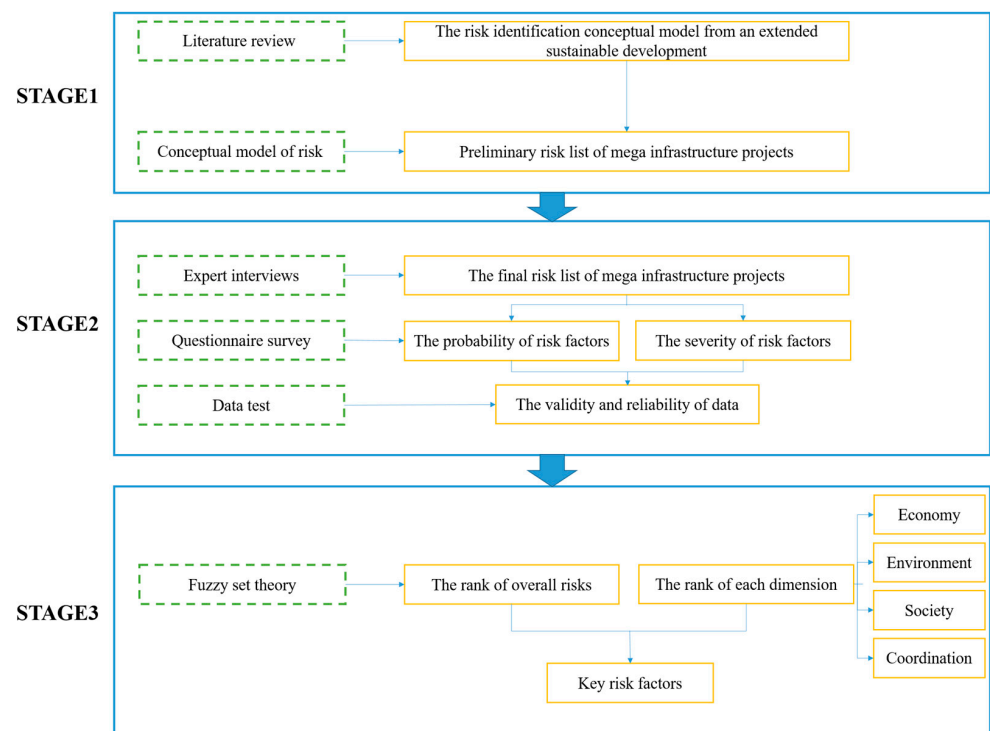 STAGE1
Literature review
The risk identification conceptual model from an extended
sustainable development
Conceptual model of risk
Preliminary risk list of mega infrastructure projects
STAGE2
Expert interviews
The final risk list of mega infrastructure projects
Questionnaire survey
The probability of risk factors
The severity of risk factors
Data test
The validity and reliability of data
STAGE3
Fuzzy set theory
The rank of overall risks
The rank of each dimension
Economy
Environment
Society
Coordination
Key risk factors